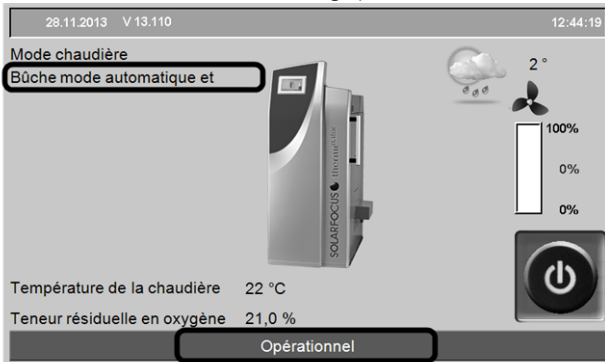 28.11.2013 V 13.110 12:44:19
Mode chaudière
Bûche mode automatique et
2 °
100%
0%
0%
SOLARFOCUS
Température de la chaudière 22 °C
Teneur résiduelle en oxygène 21,0 %
Opérationnel